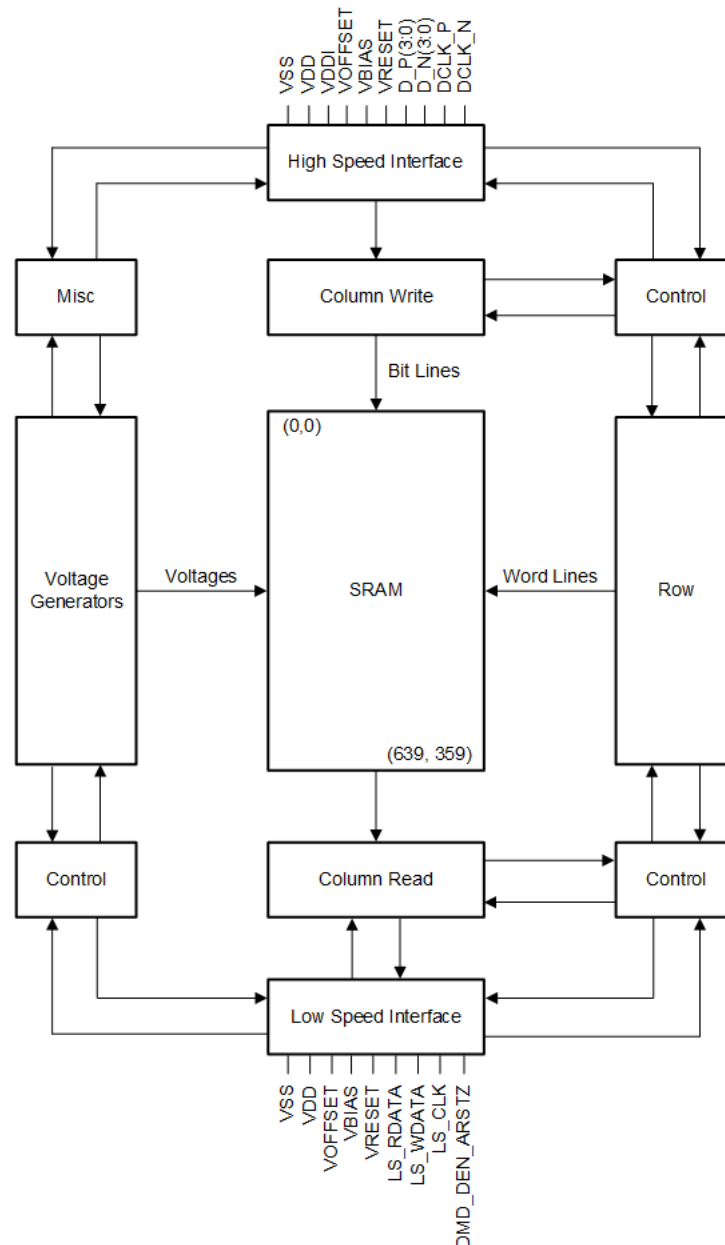 VSS
VDD
VDDI
VOFFSET
VBIAS
VRESET
D_P(3:0)
D_N(3:0)
DCLK_P
DCLK_N
High Speed Interface
Misc
Column Write
Control
Bit Lines
(0,0)
Voltage
Generators
Voltages
SRAM
Word Lines
Row
(639, 359)
Control
Column Read
Control
Low Speed Interface
VSS
VDD
VOFFSET
VBIAS
VRESET
LS_RDATA
LS_WDATA
LS_CLK
DMD_DEN_ARSTZ